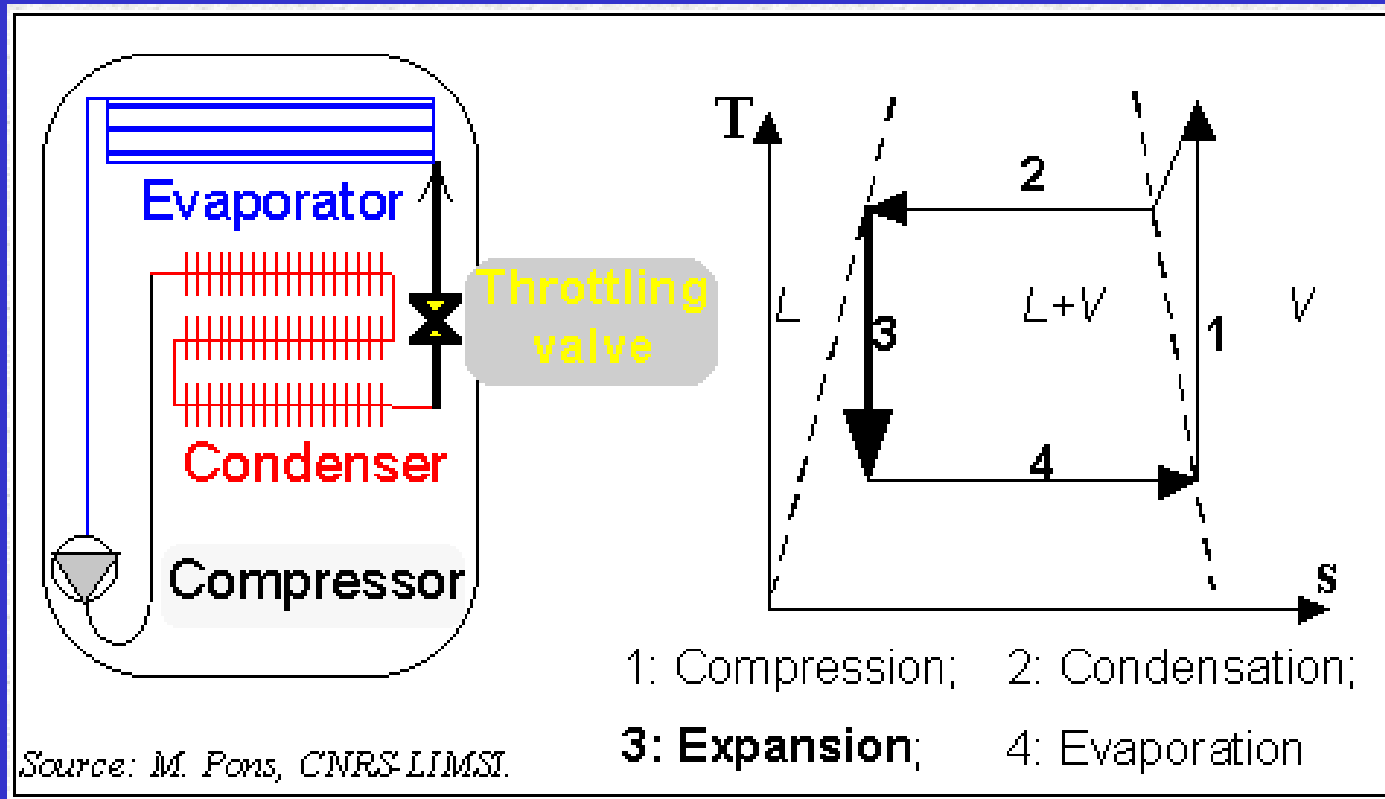 Evaporator
Throttling
valve
Condenser
Compressor
T
2
L
3
L+V
1
V
4
s
1: Compression; 2: Condensation;
3: Expansion; 4: Evaporation
Source: M. Pons, CNRS-LIMSI.